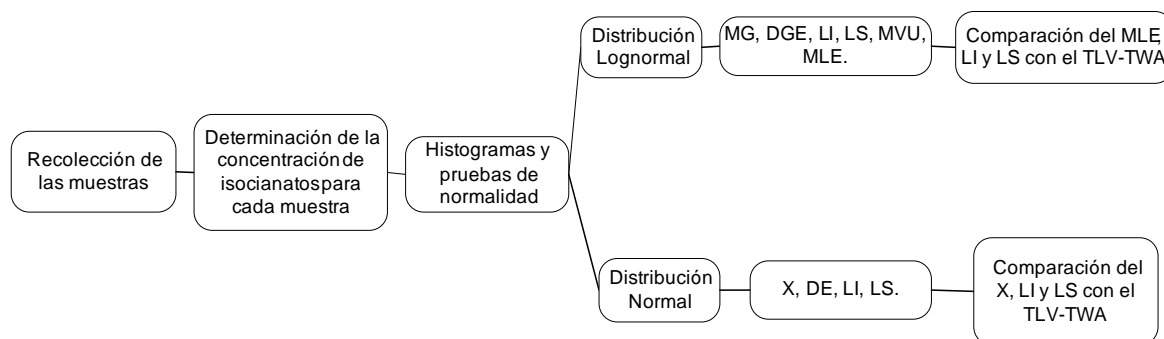 Recolección de
las muestras
Determinación de la
concentración de
isocianatos para
cada muestra
Histogramas y
pruebas de
normalidad
Distribución
Lognormal
MG, DGE, LI, LS, MVU,
MLE.
Comparación del MLE,
LI y LS con el TLV-TWA
Distribución
Normal
X, DE, LI, LS.
Comparación del
X, LI y LS con el
TLV-TWA